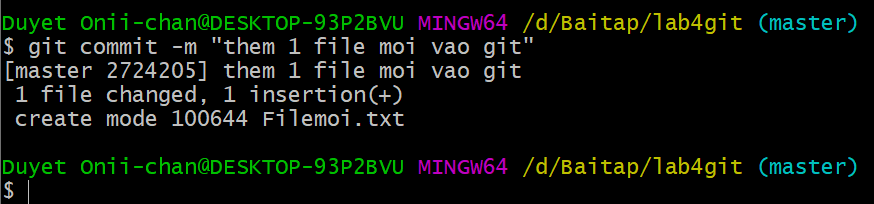 Duyet Onii-chan@DESKTOP-93P2BVU MINGW64 /d/Baitap/lab4git (master)
$ git commit -m "them 1 file moi vao git"
[master 2724205] them 1 file moi vao git
 1 file changed, 1 insertion(+)
 create mode 100644 Filemoi.txt
Duyet Onii-chan@DESKTOP-93P2BVU MINGW64 /d/Baitap/lab4git (master)
$